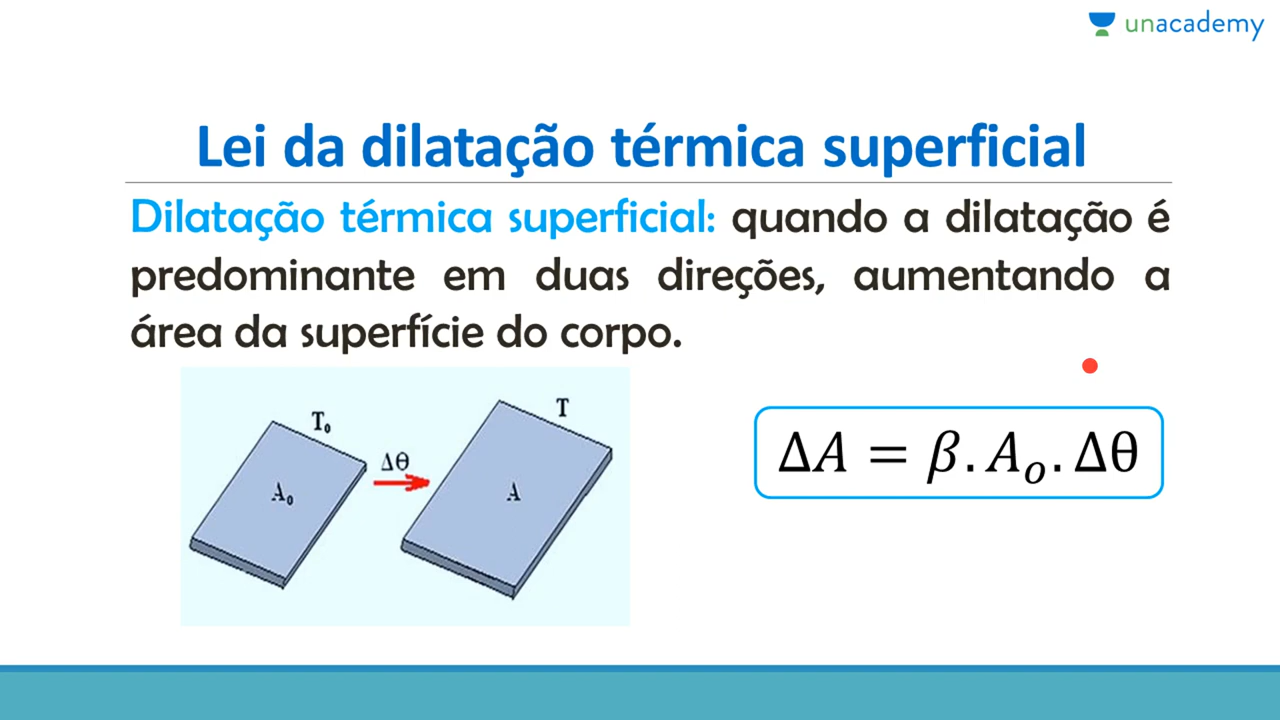 unacademy
Lei da dilatação térmica superficial
Dilatação térmica superficial: quando a dilatação é
predominante em duas direções, aumentando a
área da superfície do corpo.
T₀
T
Δθ
A₀
A
ΔA = β.Aₒ.Δθ